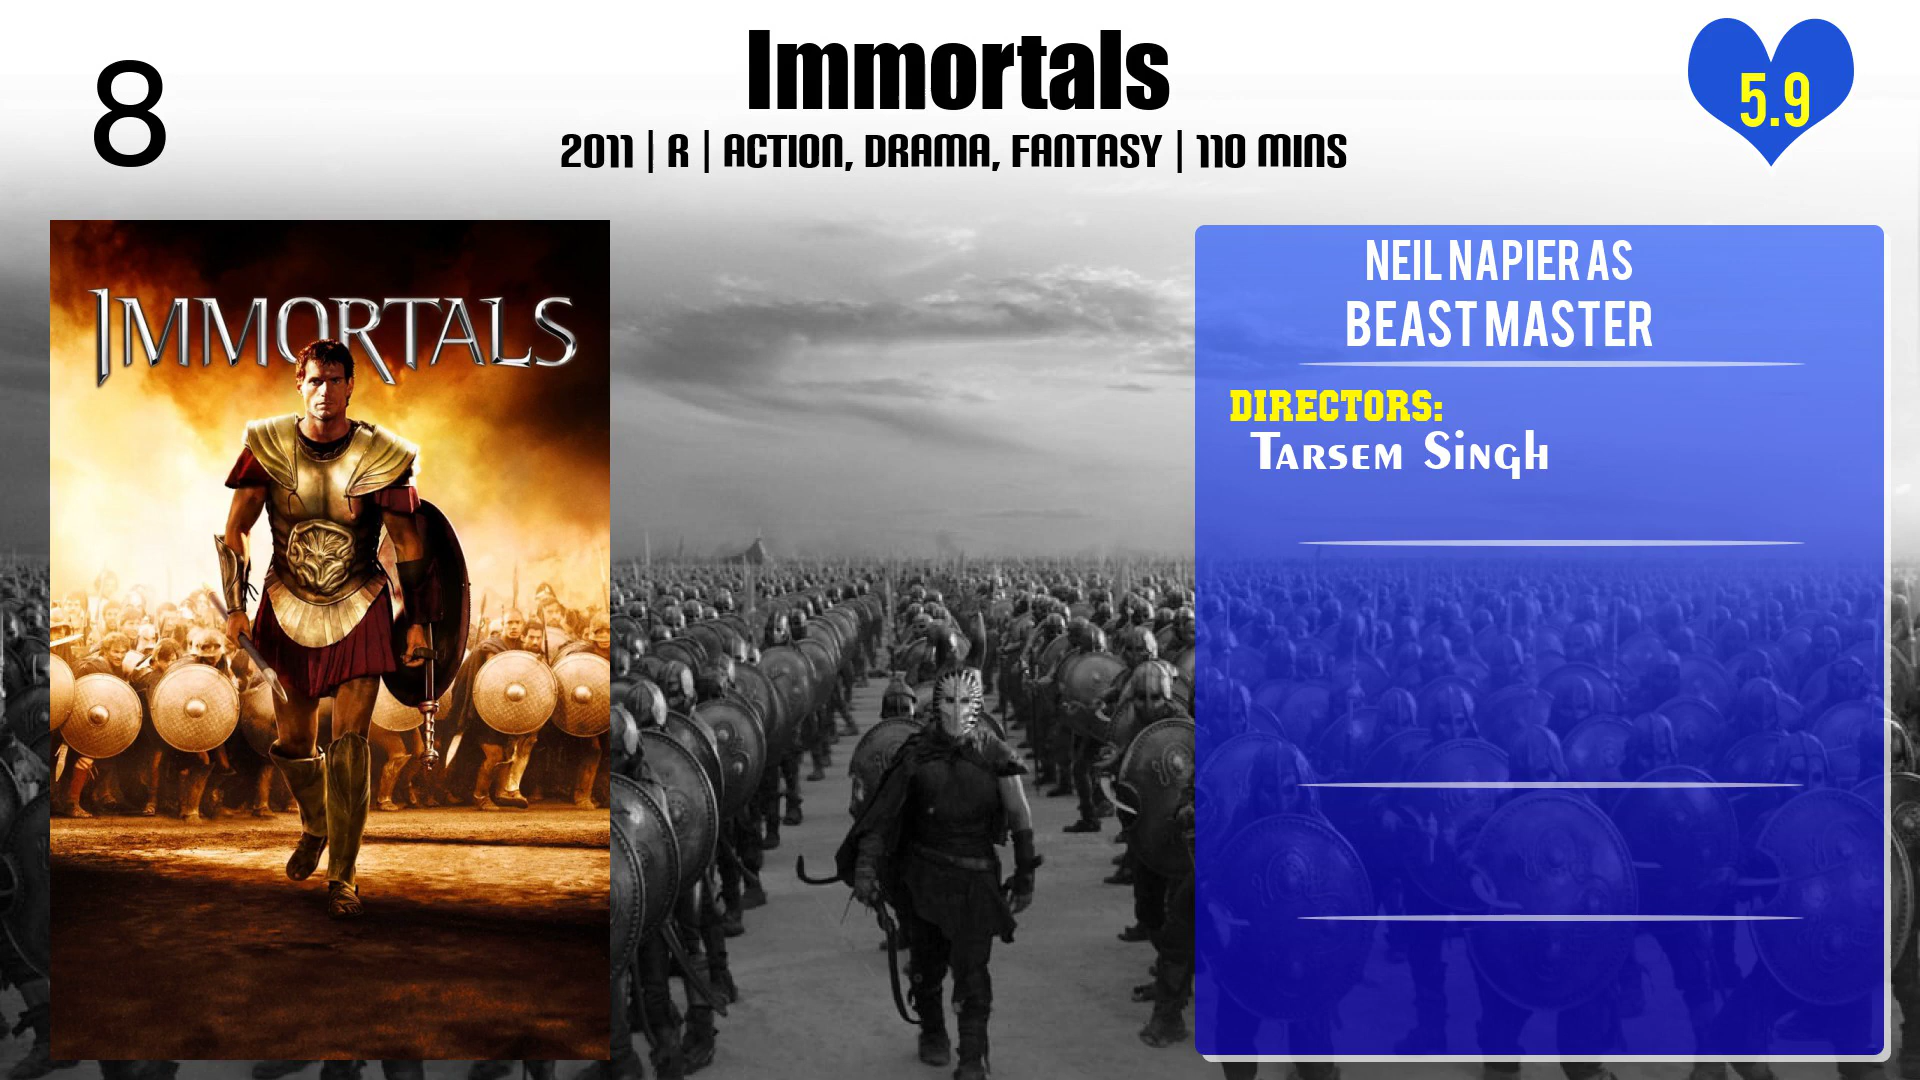 8
Immortals
2011 | R | ACTION, DRAMA, FANTASY | 110 MINS
5.9
IMMORTALS
NEIL NAPIER AS
BEAST MASTER
DIRECTORS:
Tarsem Singh